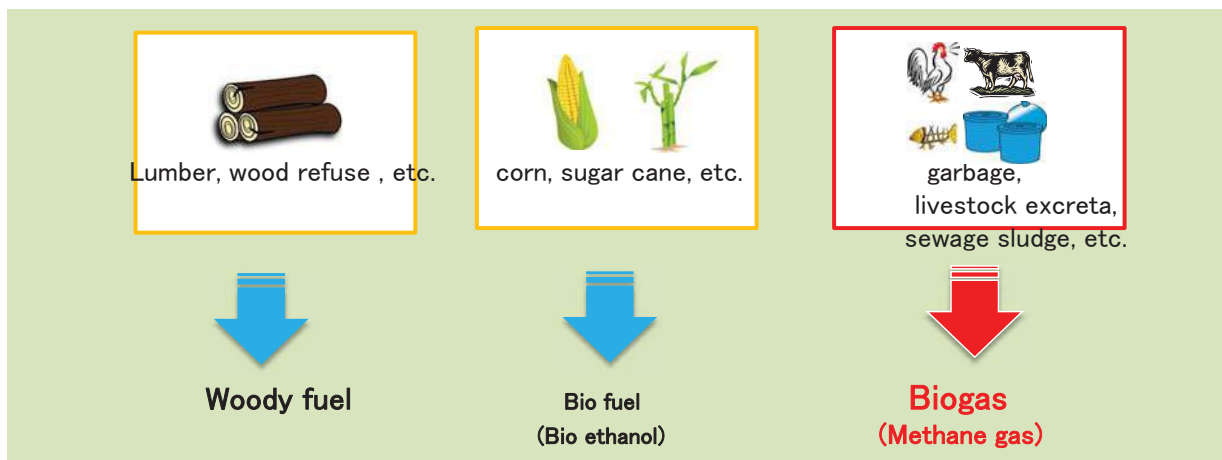 Lumber, wood refuse , etc.
corn, sugar cane, etc.
garbage,
livestock excreta,
sewage sludge, etc.
Woody fuel
Bio fuel
(Bio ethanol)
Biogas
(Methane gas)